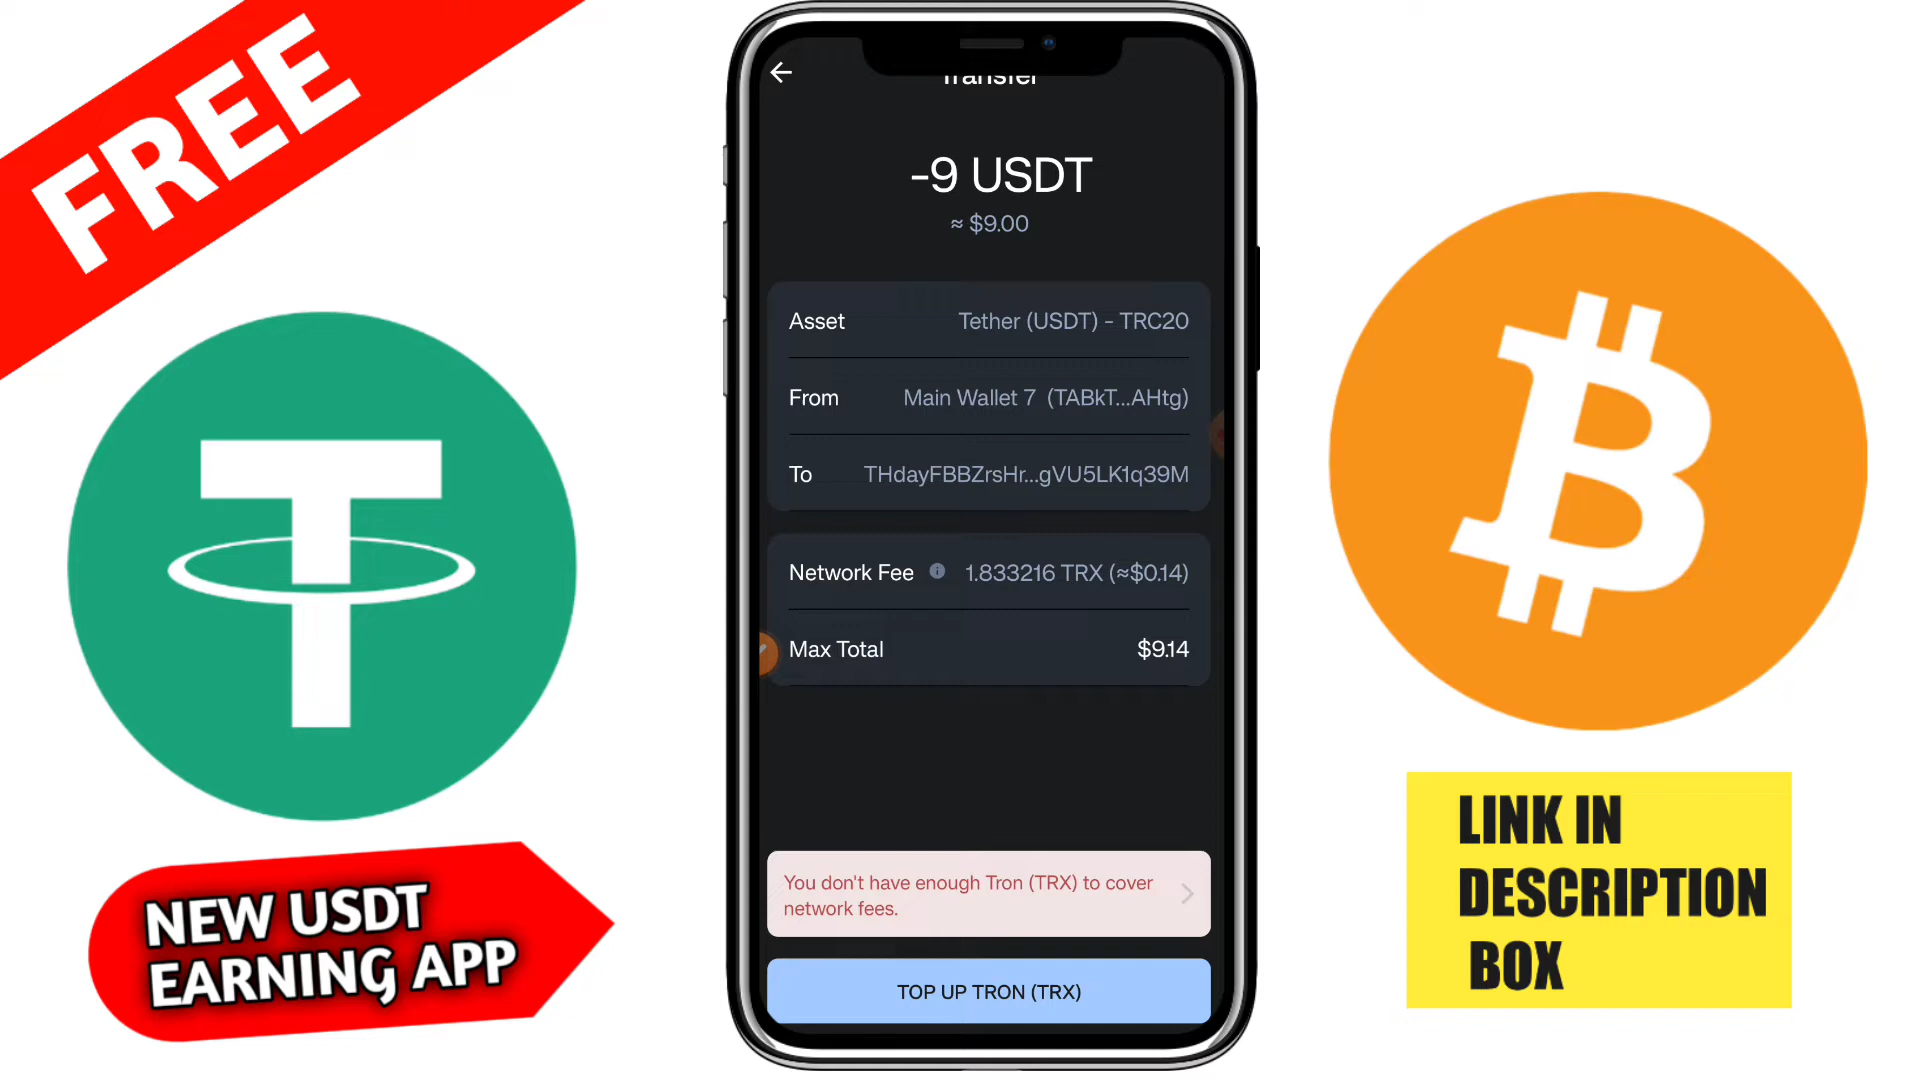 FREE
Transfer
-9 USDT
≈ $9.00
Asset Tether (USDT) - TRC20
From Main Wallet 7 (TABkT...AHtg)
To THdayFBBZrsHr...gVU5LK1q39M
Network Fee 1.833216 TRX (≈$0.14)
Max Total $9.14
You don't have enough Tron (TRX) to cover
network fees.
TOP UP TRON (TRX)
NEW USDT
EARNING APP
LINK IN
DESCRIPTION
BOX